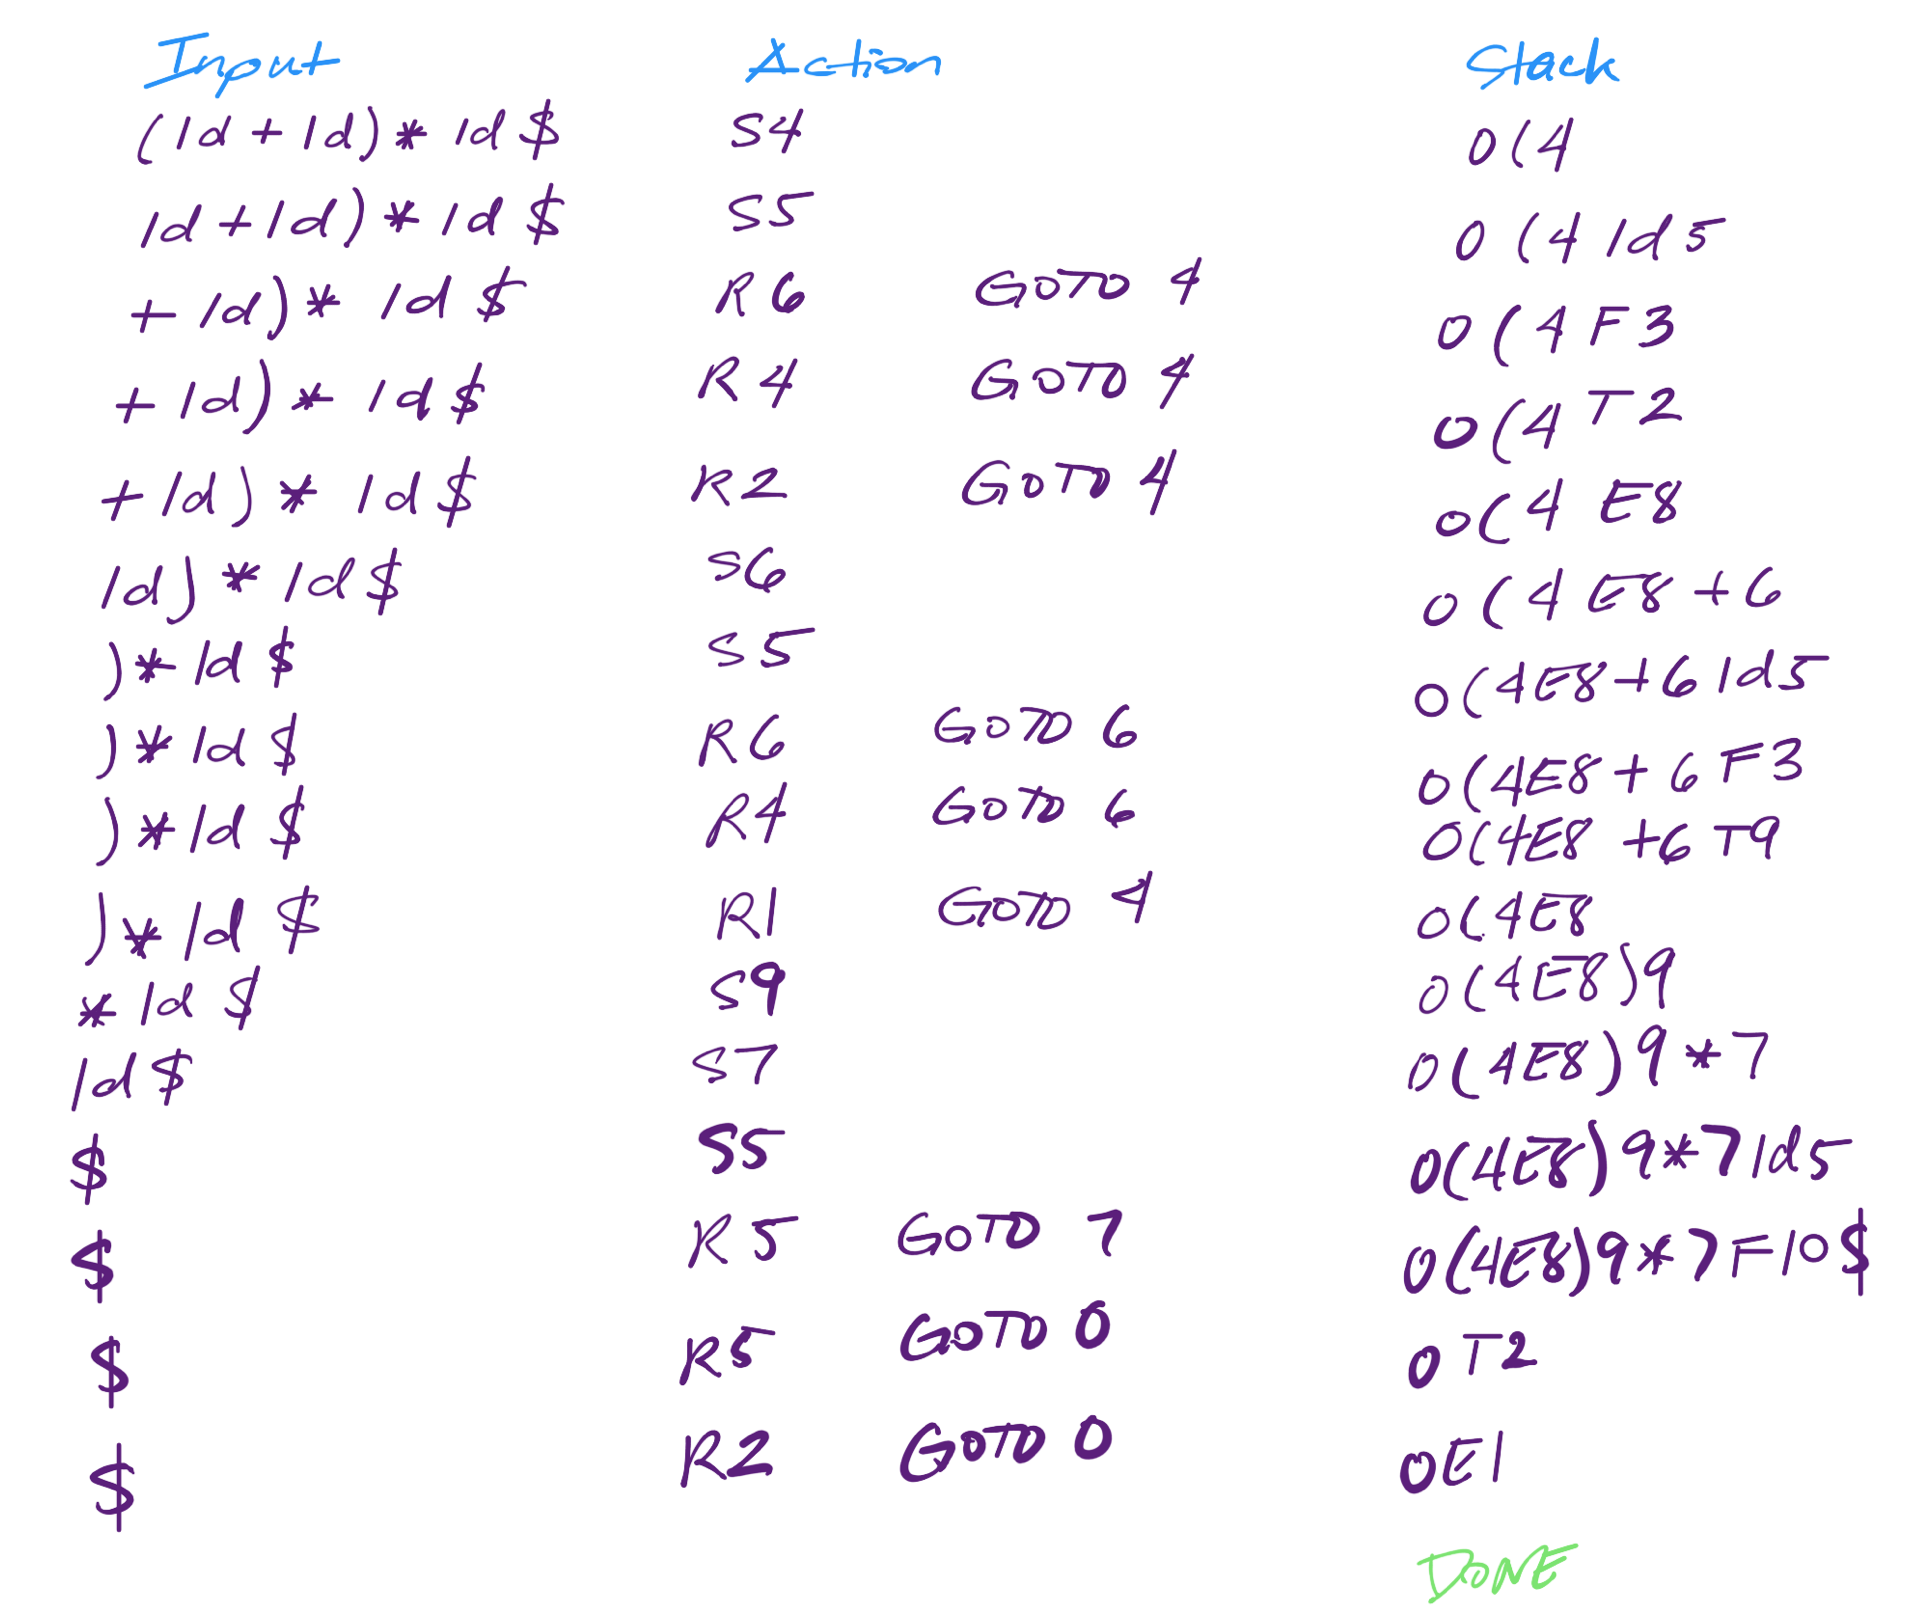 Input Action Stack
(Id + Id) * Id $ S4 0(4
Id + Id) * Id $ S5 0(4 Id5
+ Id) * Id $ R6 GOTO 4 0(4 F3
+ Id) * Id $ R4 GOTO 4 0(4 T2
+ Id) * Id $ R2 GOTO 4 0(4 E8
Id) * Id $ S6 0(4 E8 + 6
) * Id $ S5 0(4E8+6 Id5
) * Id $ R6 GOTO 6 0(4E8+6 F3
) * Id $ R4 GOTO 6 0(4E8 +6 T9
) * Id $ R1 GOTO 4 0(4E8
* Id $ S9 0(4E8)9
Id $ S7 0(4E8)9*7
$ S5 0(4E8)9*7Id5
$ R5 GOTO 7 0(4E8)9*7F10$
$ R5 GOTO 0 0T2
$ R2 GOTO 0 0E1
DONE